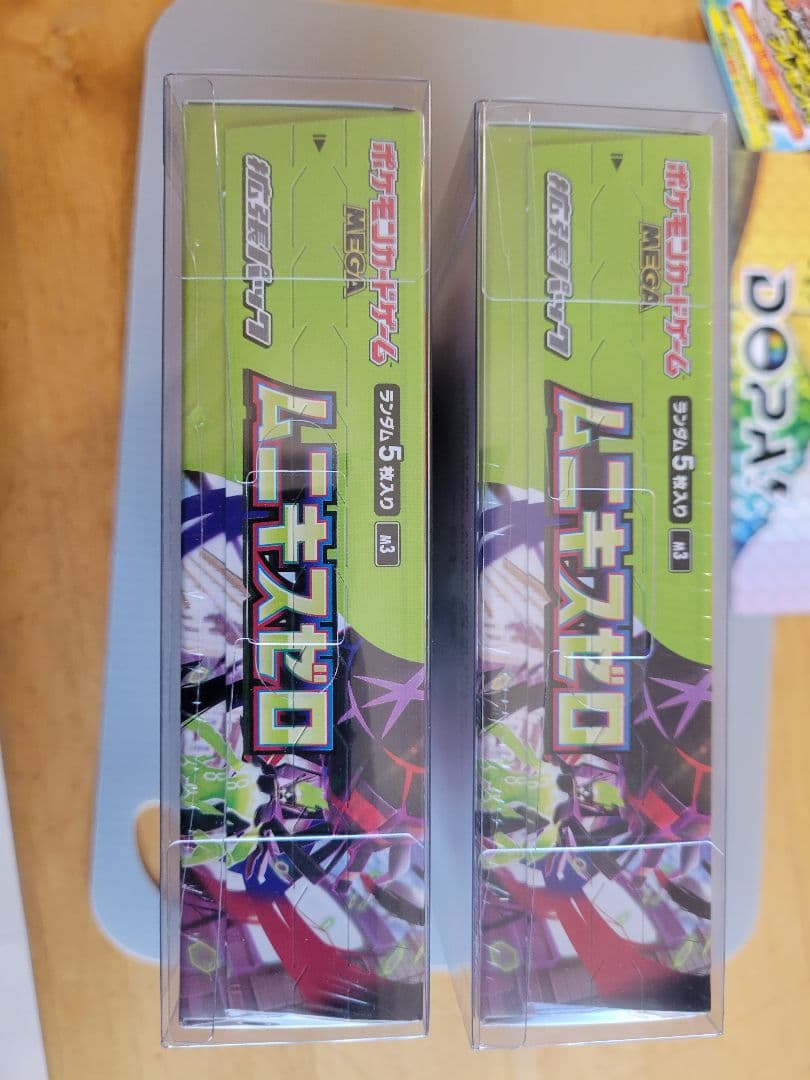 ポケモンカードゲーム
MEGA
拡張パック
ランダム5枚入り
M3
ムニキスゼロ
ポケモンカードゲーム
MEGA
拡張パック
ランダム5枚入り
M3
ムニキスゼロ
DOPA!